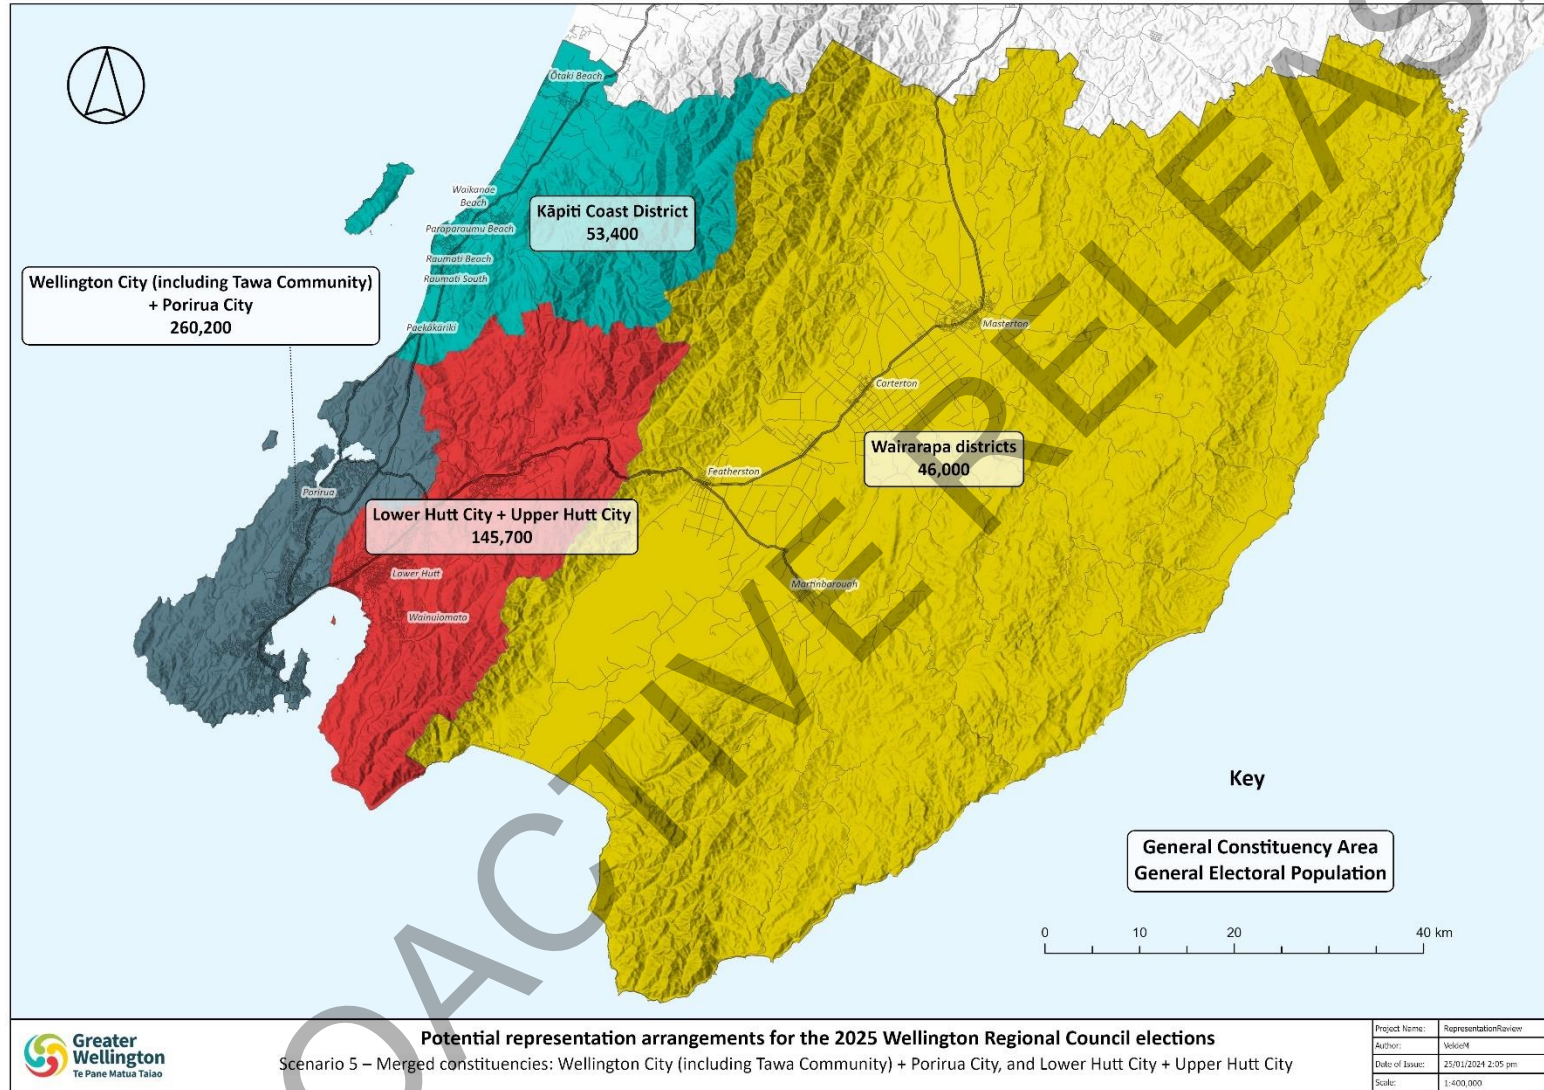 Ōtaki Beach
Waikanae
Beach
Kāpiti Coast District
53,400
Paraparaumu Beach
Raumati Beach
Raumati South
Wellington City (including Tawa Community)
+ Porirua City
260,200
Paekākāriki
Masterton
Carterton
Wairarapa districts
46,000
Featherston
Porirua
Lower Hutt City + Upper Hutt City
145,700
Lower Hutt
Martinborough
Wainuiomata
OACTIVE RELEAS
Key
General Constituency Area
General Electoral Population
0 10 20 40 km
Greater
Wellington
Te Pane Matua Taiao
Potential representation arrangements for the 2025 Wellington Regional Council elections
Scenario 5 – Merged constituencies: Wellington City (including Tawa Community) + Porirua City, and Lower Hutt City + Upper Hutt City
Project Name: RepresentationReview
Author: VeldeM
Date of Issue: 25/01/2024 2:05 pm
Scale: 1:400,000